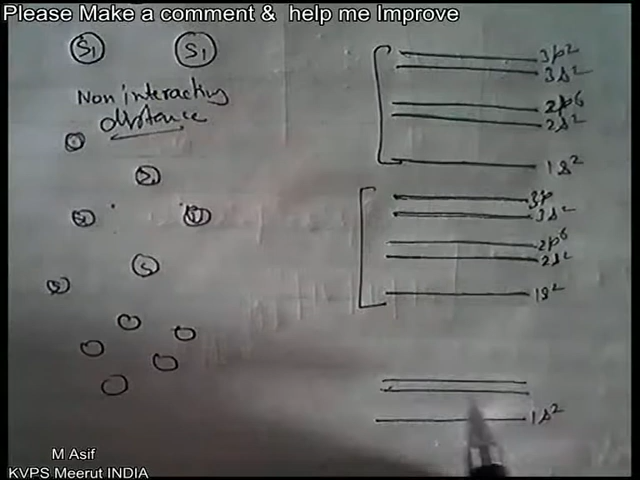 Please Make a comment & help me Improve
S1 S1
Non interacting
distance
3p2
3s2
2p6
2s2
1s2
3p
3s2
2p6
2s2
1s2
1s2
M Asif
KVPS Meerut INDIA